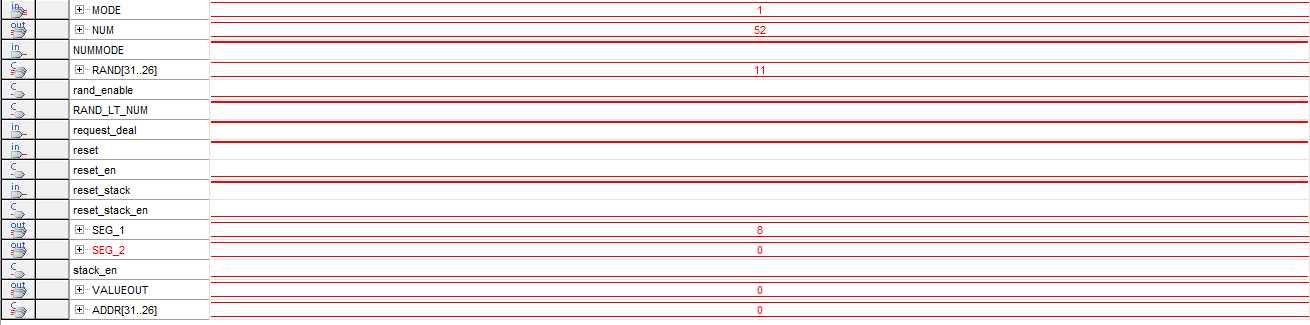 in MODE 1
out NUM 52
in NUMMODE
C RAND[31..26] 11
C rand_enable
C RAND_LT_NUM
in request_deal
in reset
C reset_en
in reset_stack
C reset_stack_en
out SEG_1 8
out SEG_2 0
C stack_en
out VALUEOUT 0
C ADDR[31..26] 0